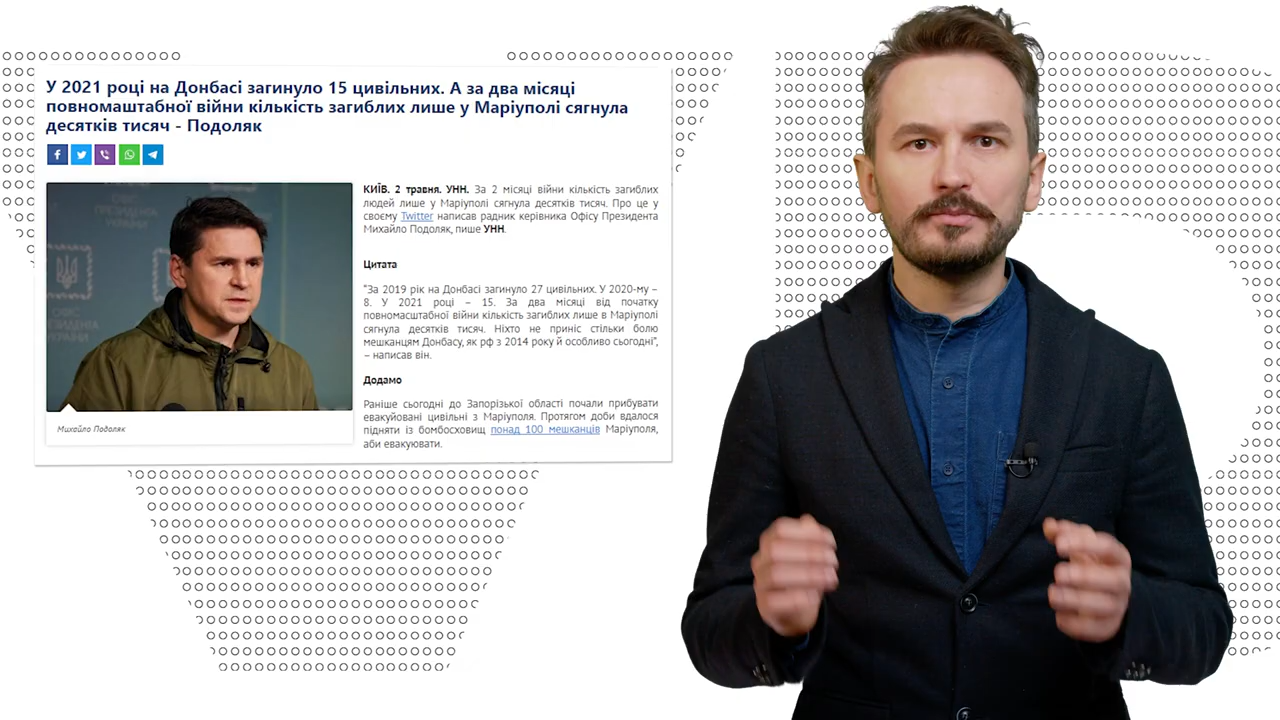 У 2021 році на Донбасі загинуло 15 цивільних. А за два місяці
повномаштабної війни кількість загиблих лише у Маріуполі сягнула
десятків тисяч - Подоляк
КИЇВ. 2 травня. УНН. За 2 місяці війни кількість загиблих
людей лише у Маріуполі сягнула десятків тисяч. Про це у
своєму Twitter написав радник керівника Офісу Президента
Михайло Подоляк, пише УНН.
Цитата
"За 2019 рік на Донбасі загинуло 27 цивільних. У 2020-му –
8. У 2021 році – 15. За два місяці від початку
повномасштабної війни кількість загиблих лише в Маріуполі
сягнула десятків тисяч. Ніхто не приніс стільки болю
мешканцям Донбасу, як рф з 2014 року й особливо сьогодні",
– написав він.
Додамо
Раніше сьогодні до Запорізької області почали прибувати
евакуйовані цивільні з Маріуполя. Протягом доби вдалося
підняти із бомбосховищ понад 100 мешканців Маріуполя,
аби евакуювати.
ОФІС
ПРЕЗИДЕНТА
УКРАЇНИ
Михайло Подоляк